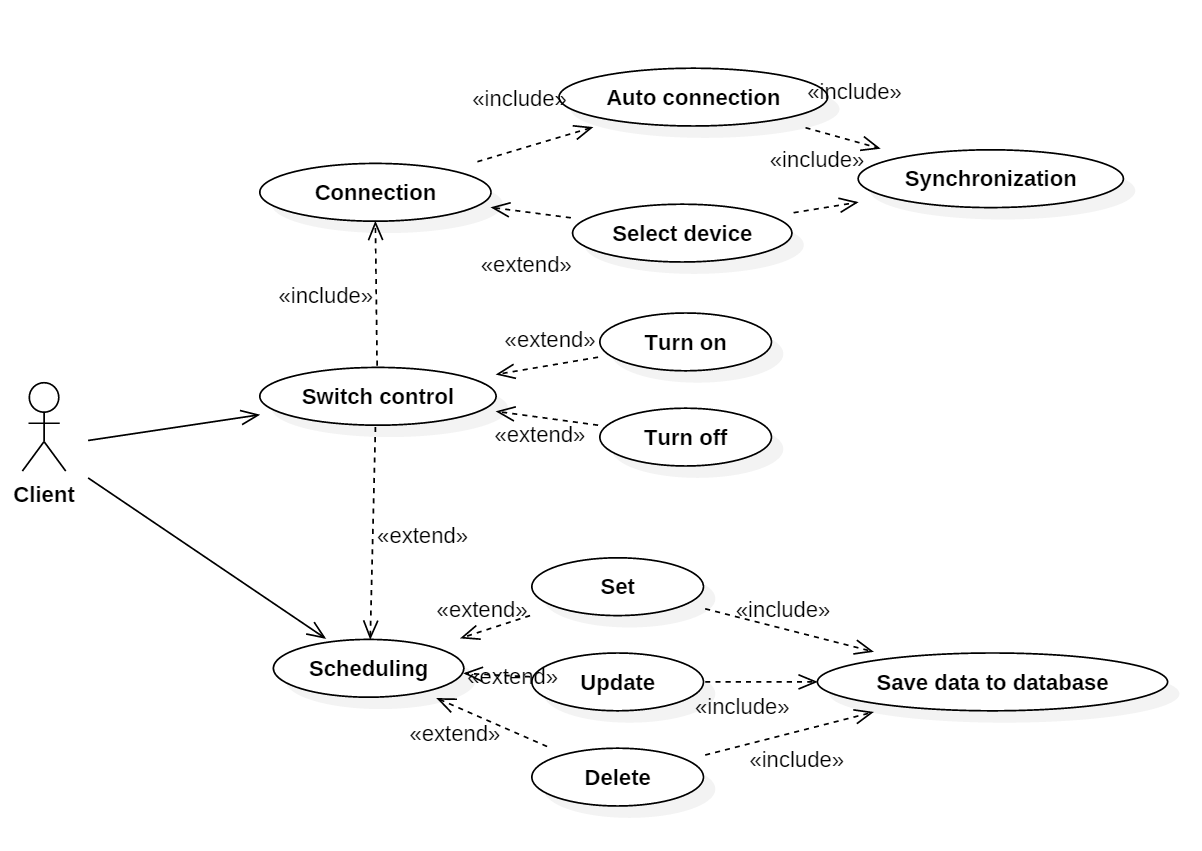 «include»
Auto connection
«include»
«include»
Connection
Synchronization
Select device
«extend»
«include»
«extend»
Turn on
Switch control
«extend»
Turn off
Client
«extend»
Set
«extend»
«include»
Scheduling
«extend»
Update
Save data to database
«include»
«extend»
«include»
Delete